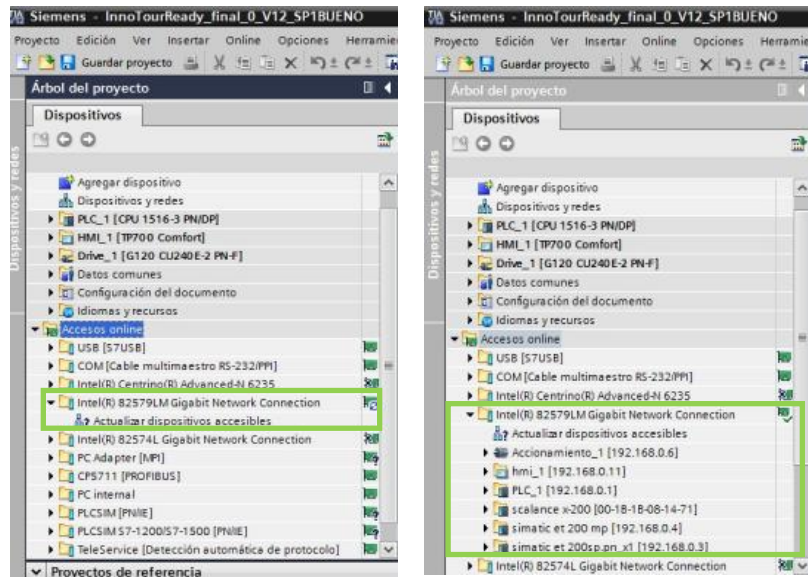 Siemens - InnoTourReady_final_0_V12_SP1BUENO
Proyecto Edición Ver Insertar Online Opciones Herramie
Guardar proyecto
Árbol del proyecto
Dispositivos
Dispositivos y redes
Agregar dispositivo
Dispositivos y redes
PLC_1 [CPU 1516-3 PN/DP]
HMI_1 [TP700 Comfort]
Drive_1 [G120 CU240E-2 PN-F]
Datos comunes
Configuración del documento
Idiomas y recursos
Accesos online
USB [S7USB]
COM [Cable multimaestro RS-232/PPI]
Intel(R) Centrino(R) Advanced-N 6235
Intel(R) 82579LM Gigabit Network Connection
Actualizar dispositivos accesibles
Intel(R) 82574L Gigabit Network Connection
PC Adapter [MPI]
CP5711 [PROFIBUS]
PC internal
PLCSIM [PN/IE]
PLCSIM S7-1200/S7-1500 [PN/IE]
TeleService [Detección automática de protocolo]
Proyectos de referencia
Siemens - InnoTourReady_final_0_V12_SP1BUENO
Proyecto Edición Ver Insertar Online Opciones Herramie
Guardar proyecto
Árbol del proyecto
Dispositivos
Dispositivos y redes
Agregar dispositivo
Dispositivos y redes
PLC_1 [CPU 1516-3 PN/DP]
HMI_1 [TP700 Comfort]
Drive_1 [G120 CU240E-2 PN-F]
Datos comunes
Configuración del documento
Idiomas y recursos
Accesos online
USB [S7USB]
COM [Cable multimaestro RS-232/PPI]
Intel(R) Centrino(R) Advanced-N 6235
Intel(R) 82579LM Gigabit Network Connection
Actualizar dispositivos accesibles
Accionamiento_1 [192.168.0.6]
hmi_1 [192.168.0.11]
PLC_1 [192.168.0.1]
scalance x-200 [00-1B-1B-08-14-71]
simatic et 200 mp [192.168.0.4]
simatic et 200sp.pn_x1 [192.168.0.3]
Intel(R) 82574L Gigabit Network Connection